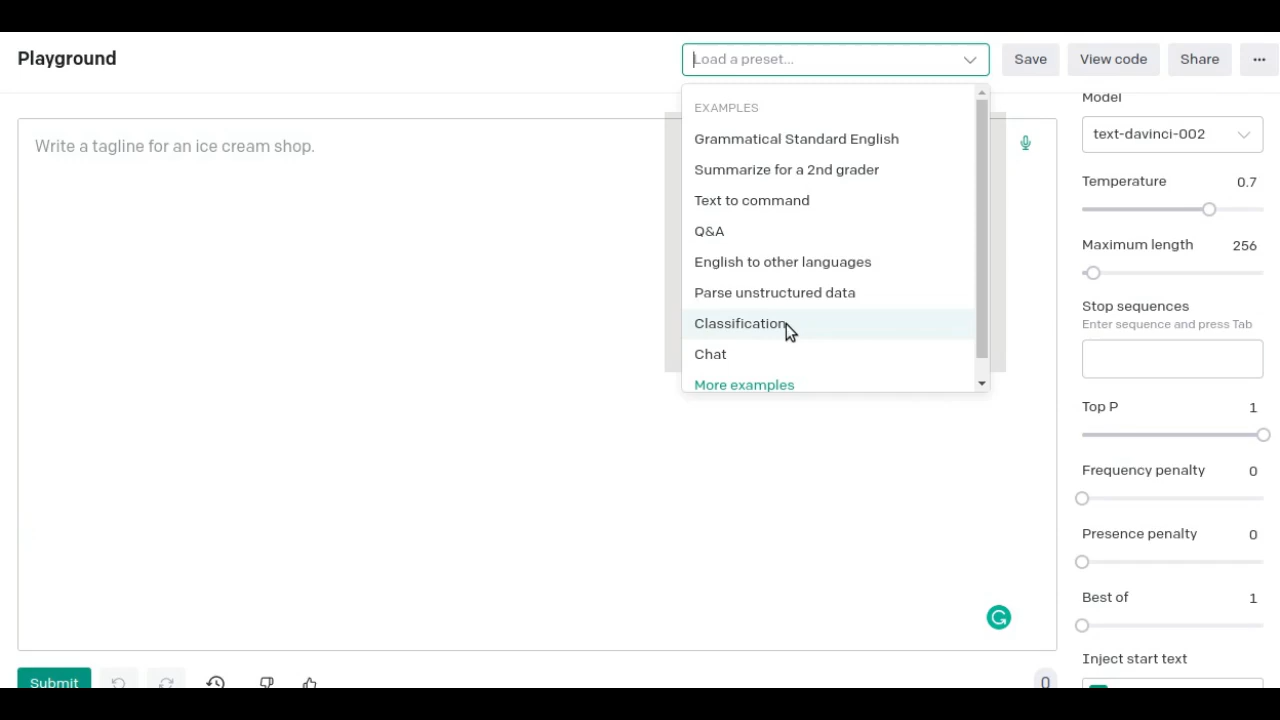 Playground
Load a preset...
Save
View code
Share
EXAMPLES
Grammatical Standard English
Summarize for a 2nd grader
Text to command
Q&A
English to other languages
Parse unstructured data
Classification
Chat
More examples
Write a tagline for an ice cream shop.
Model
text-davinci-002
Temperature 0.7
Maximum length 256
Stop sequences
Enter sequence and press Tab
Top P 1
Frequency penalty 0
Presence penalty 0
Best of 1
Inject start text
Submit
0